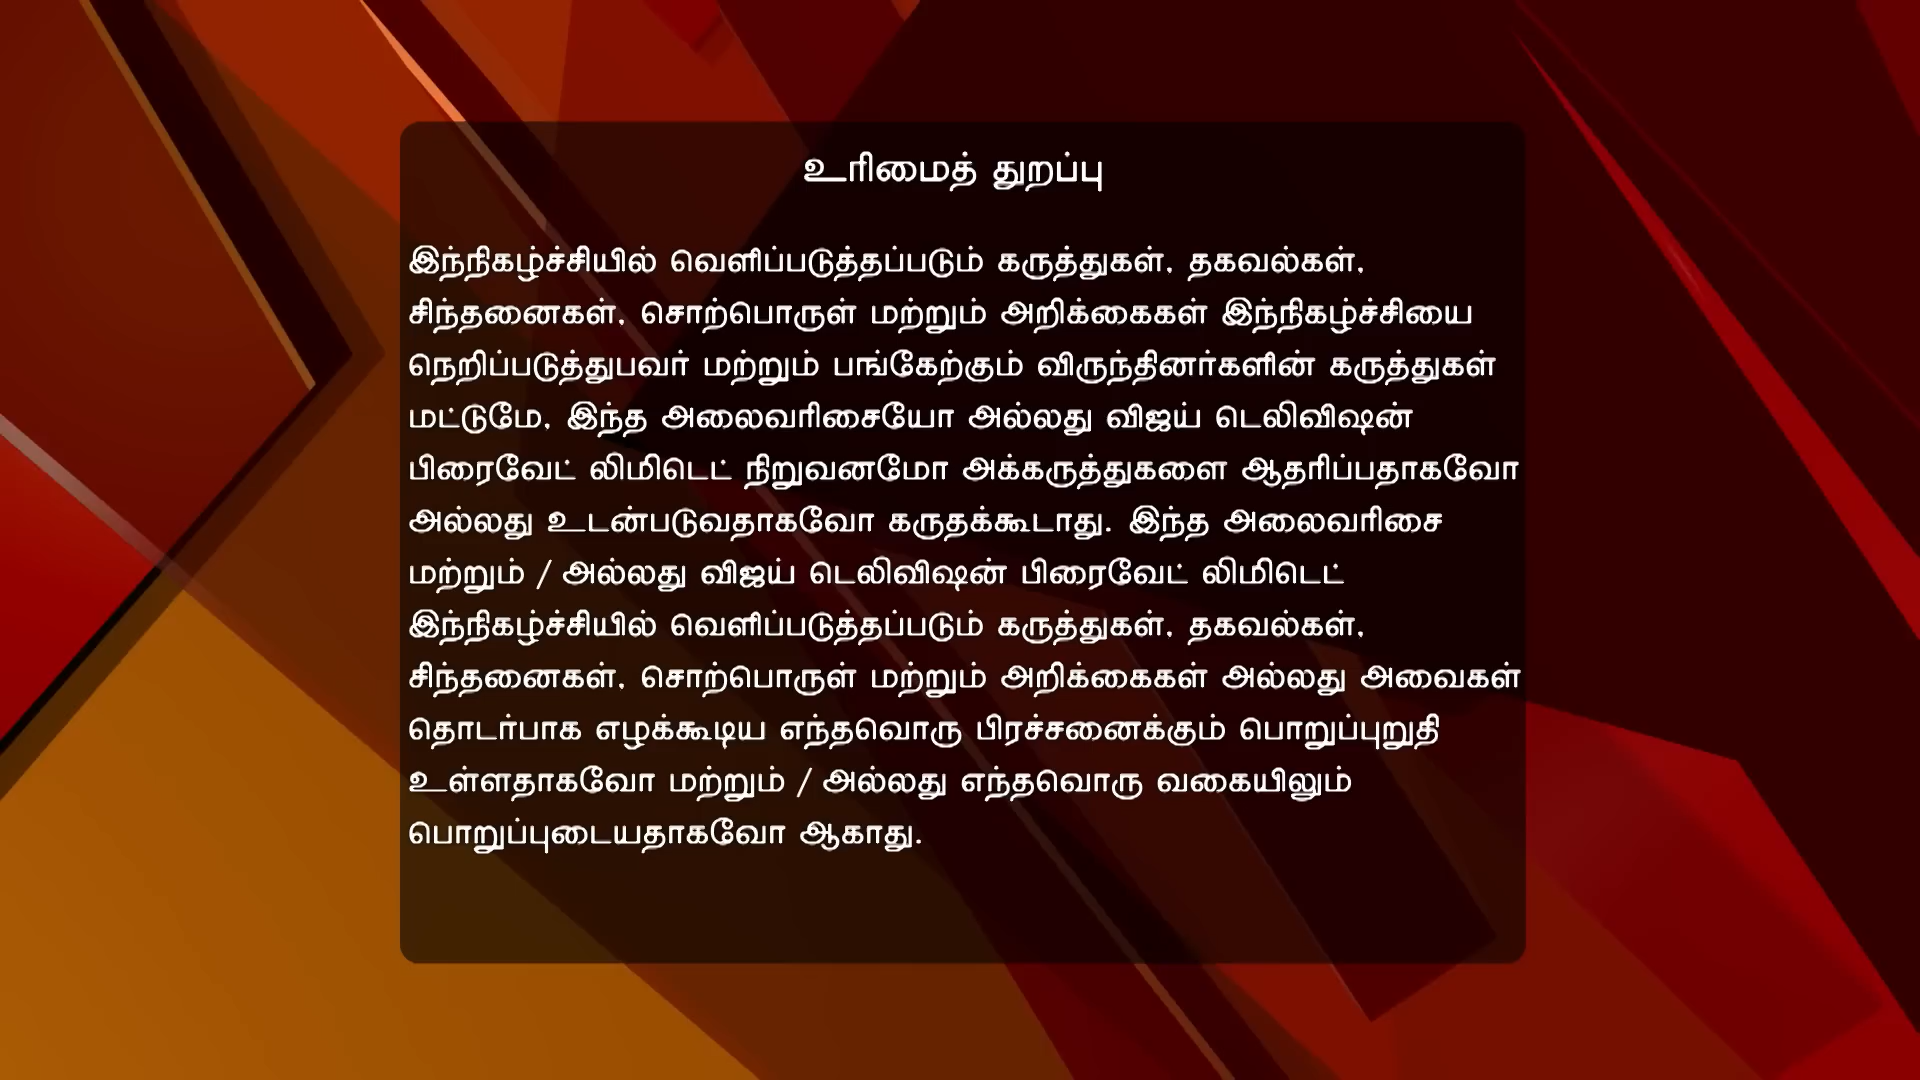 உரிமைத் துறப்பு
இந்நிகழ்ச்சியில் வெளிப்படுத்தப்படும் கருத்துகள், தகவல்கள்,
சிந்தனைகள், சொற்பொருள் மற்றும் அறிக்கைகள் இந்நிகழ்ச்சியை
நெறிப்படுத்துபவர் மற்றும் பங்கேற்கும் விருந்தினர்களின் கருத்துகள்
மட்டுமே, இந்த அலைவரிசையோ அல்லது விஜய் டெலிவிஷன்
பிரைவேட் லிமிடெட் நிறுவனமோ அக்கருத்துகளை ஆதரிப்பதாகவோ
அல்லது உடன்படுவதாகவோ கருதக்கூடாது. இந்த அலைவரிசை
மற்றும் / அல்லது விஜய் டெலிவிஷன் பிரைவேட் லிமிடெட்
இந்நிகழ்ச்சியில் வெளிப்படுத்தப்படும் கருத்துகள், தகவல்கள்,
சிந்தனைகள், சொற்பொருள் மற்றும் அறிக்கைகள் அல்லது அவைகள்
தொடர்பாக எழக்கூடிய எந்தவொரு பிரச்சனைக்கும் பொறுப்புறுதி
உள்ளதாகவோ மற்றும் / அல்லது எந்தவொரு வகையிலும்
பொறுப்புடையதாகவோ ஆகாது.